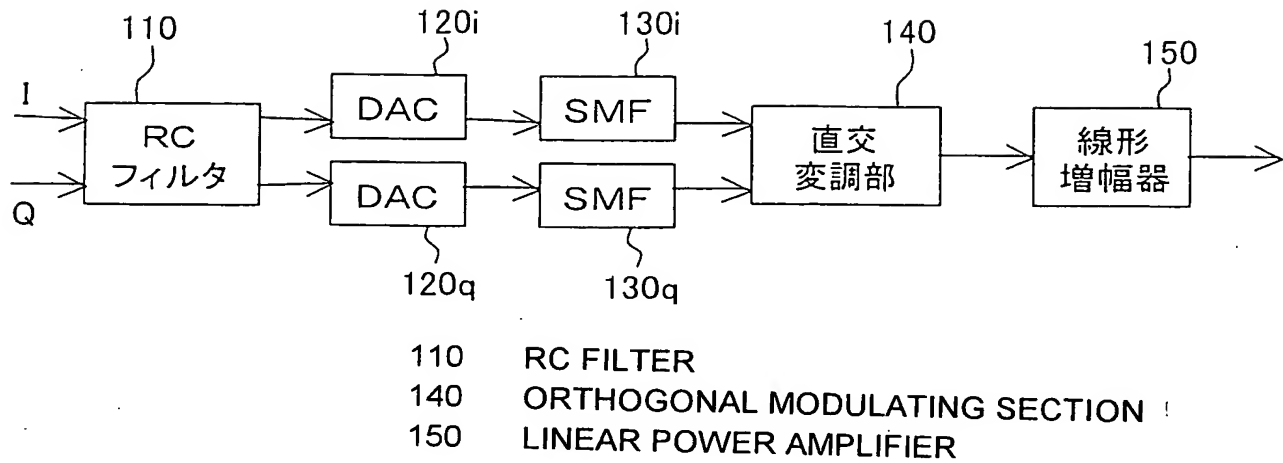 110
120i
130i
140
150
I
Q
RC
フィルタ
DAC
SMF
DAC
SMF
直交
変調部
線形
増幅器
120q
130q
110 RC FILTER
140 ORTHOGONAL MODULATING SECTION
150 LINEAR POWER AMPLIFIER